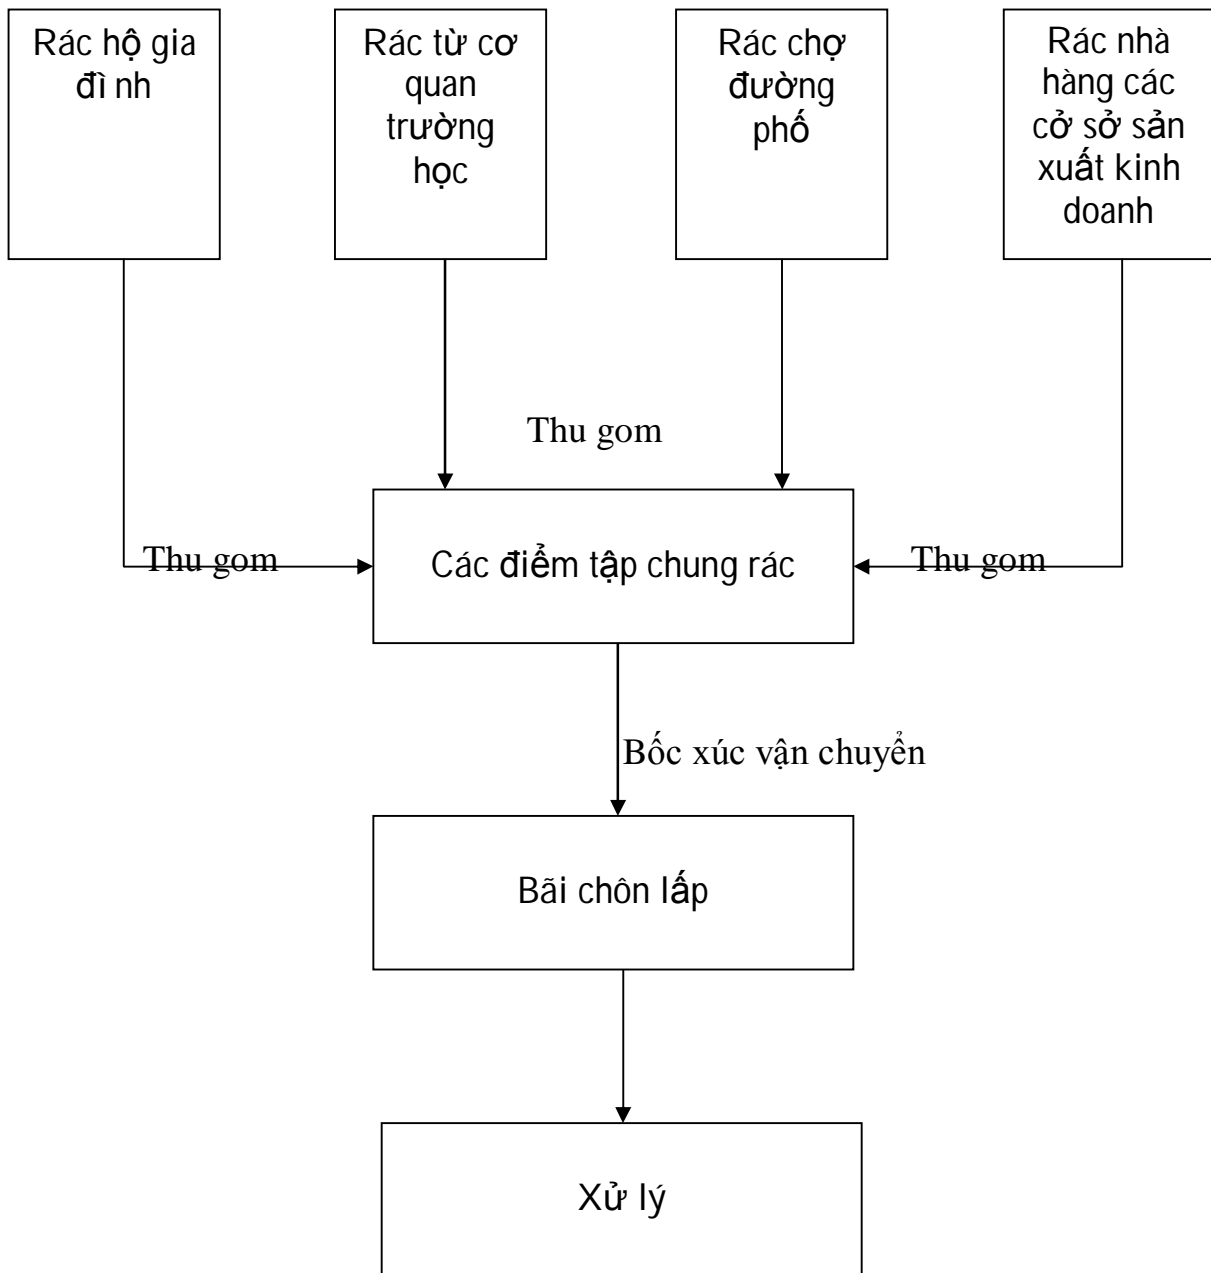 Rác hộ gia
đình
Rác từ cơ
quan
trường
học
Rác chợ
đường
phố
Rác nhà
hàng các
cở sở sản
xuất kinh
doanh
Thu gom
Thu gom
Các điểm tập chung rác
Thu gom
Bốc xúc vận chuyển
Bãi chôn lấp
Xử lý